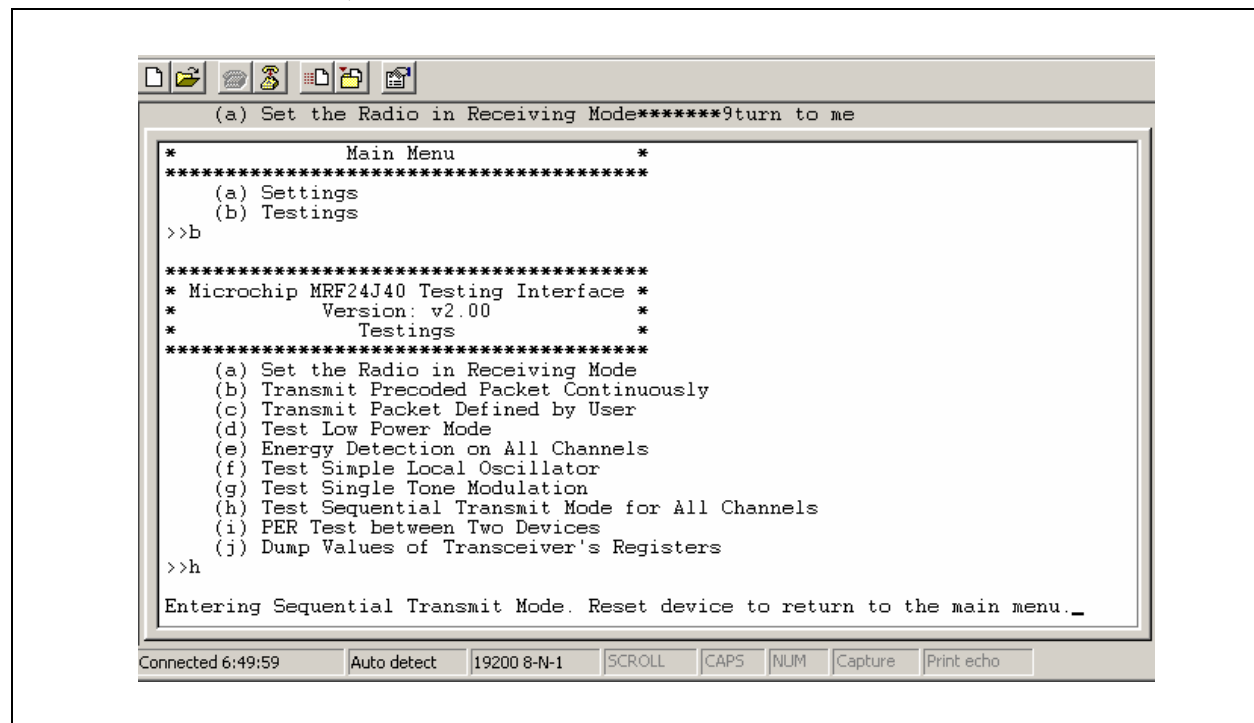 (a) Set the Radio in Receiving Mode*******9turn to me
* Main Menu *
****************************************
(a) Settings
(b) Testings
>>b
****************************************
* Microchip MRF24J40 Testing Interface *
* Version: v2.00 *
* Testings *
****************************************
(a) Set the Radio in Receiving Mode
(b) Transmit Precoded Packet Continuously
(c) Transmit Packet Defined by User
(d) Test Low Power Mode
(e) Energy Detection on All Channels
(f) Test Simple Local Oscillator
(g) Test Single Tone Modulation
(h) Test Sequential Transmit Mode for All Channels
(i) PER Test between Two Devices
(j) Dump Values of Transceiver's Registers
>>h
Entering Sequential Transmit Mode. Reset device to return to the main menu._
Connected 6:49:59 Auto detect 19200 8-N-1 SCROLL CAPS NUM Capture Print echo